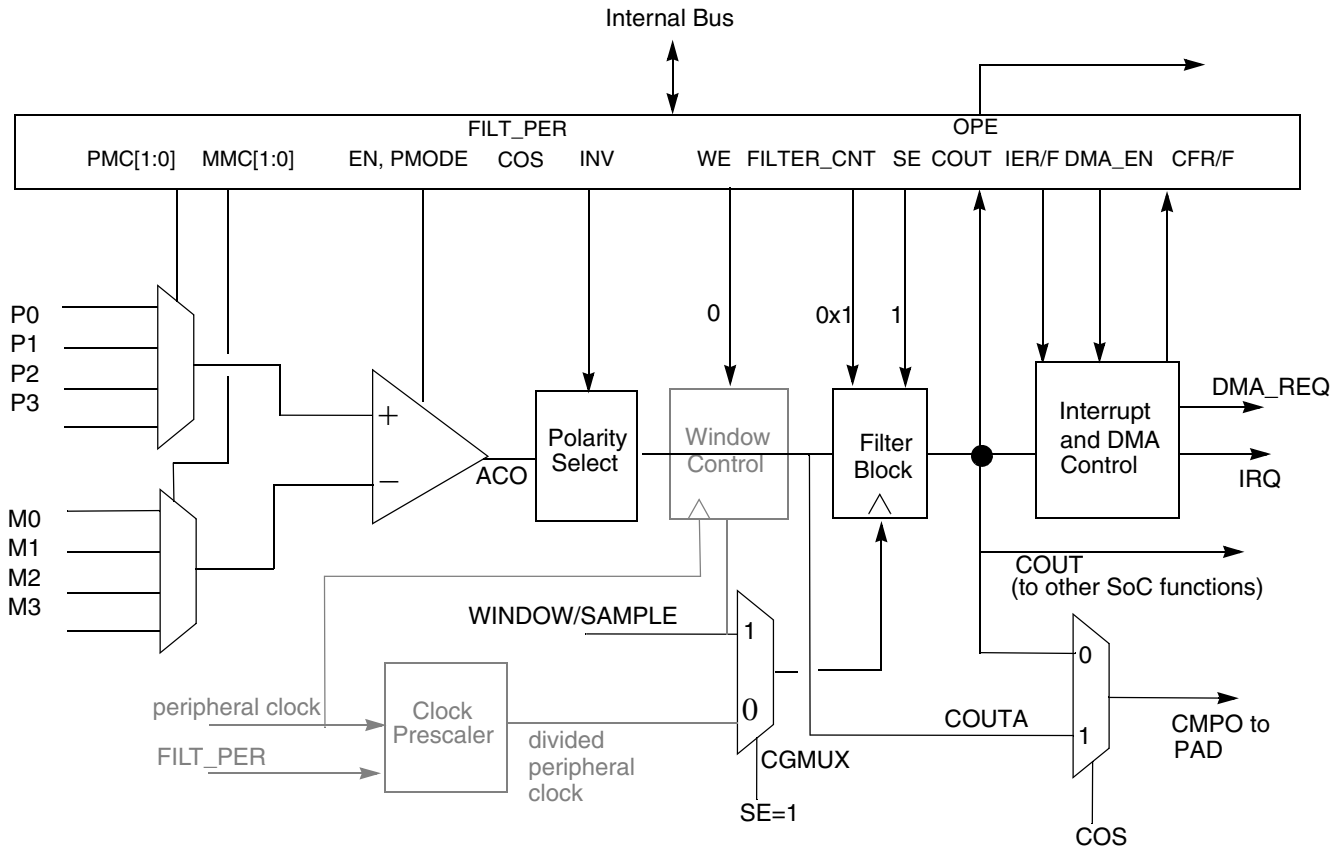 Internal Bus
FILT_PER
OPE
PMC[1:0]
MMC[1:0]
EN, PMODE
COS
INV
WE
FILTER_CNT
SE
COUT
IER/F
DMA_EN
CFR/F
P0
P1
P2
P3
0
0x1
1
+
−
ACO
Polarity
Select
Window
Control
Filter
Block
Interrupt
and DMA
Control
DMA_REQ
IRQ
M0
M1
M2
M3
COUT
(to other SoC functions)
WINDOW/SAMPLE
1
0
CGMUX
SE=1
peripheral clock
FILT_PER
Clock
Prescaler
divided
peripheral
clock
COUTA
0
1
CMPO to
PAD
COS